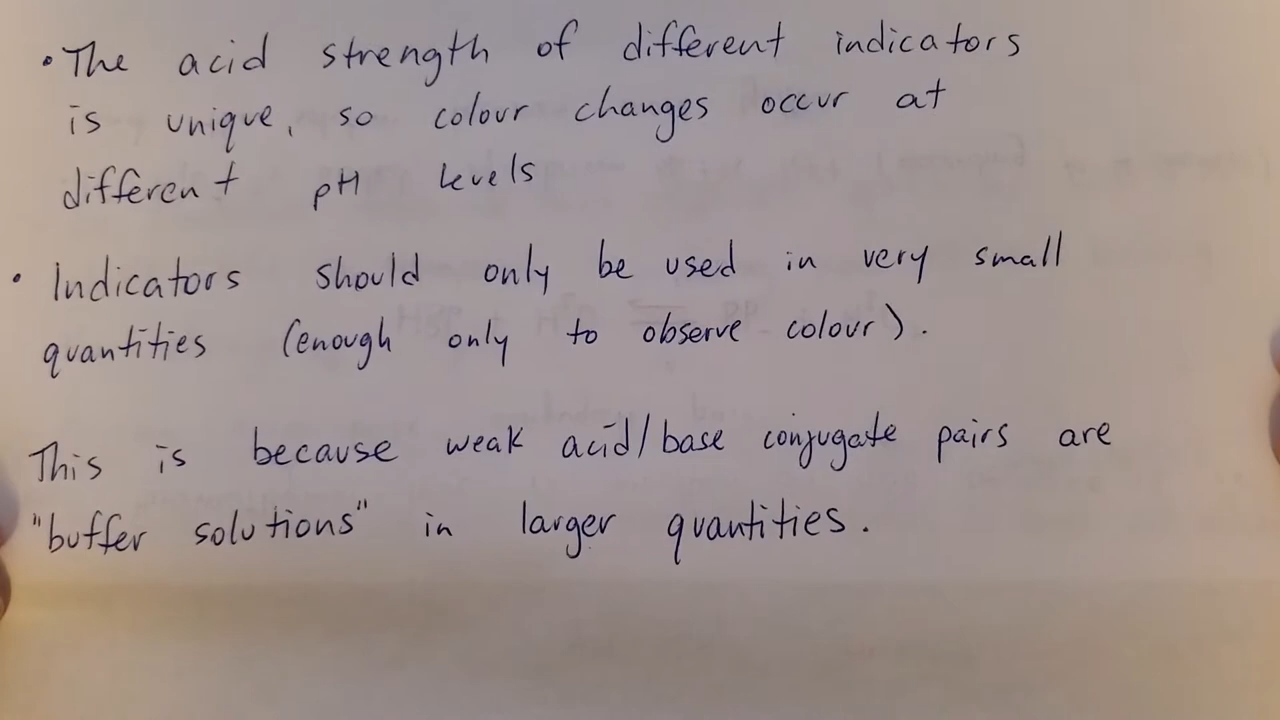 • The acid strength of different indicators
is unique, so colour changes occur at
different pH levels
• Indicators should only be used in very small
quantities (enough only to observe colour).
This is because weak acid/base conjugate pairs are
"buffer solutions" in larger quantities.